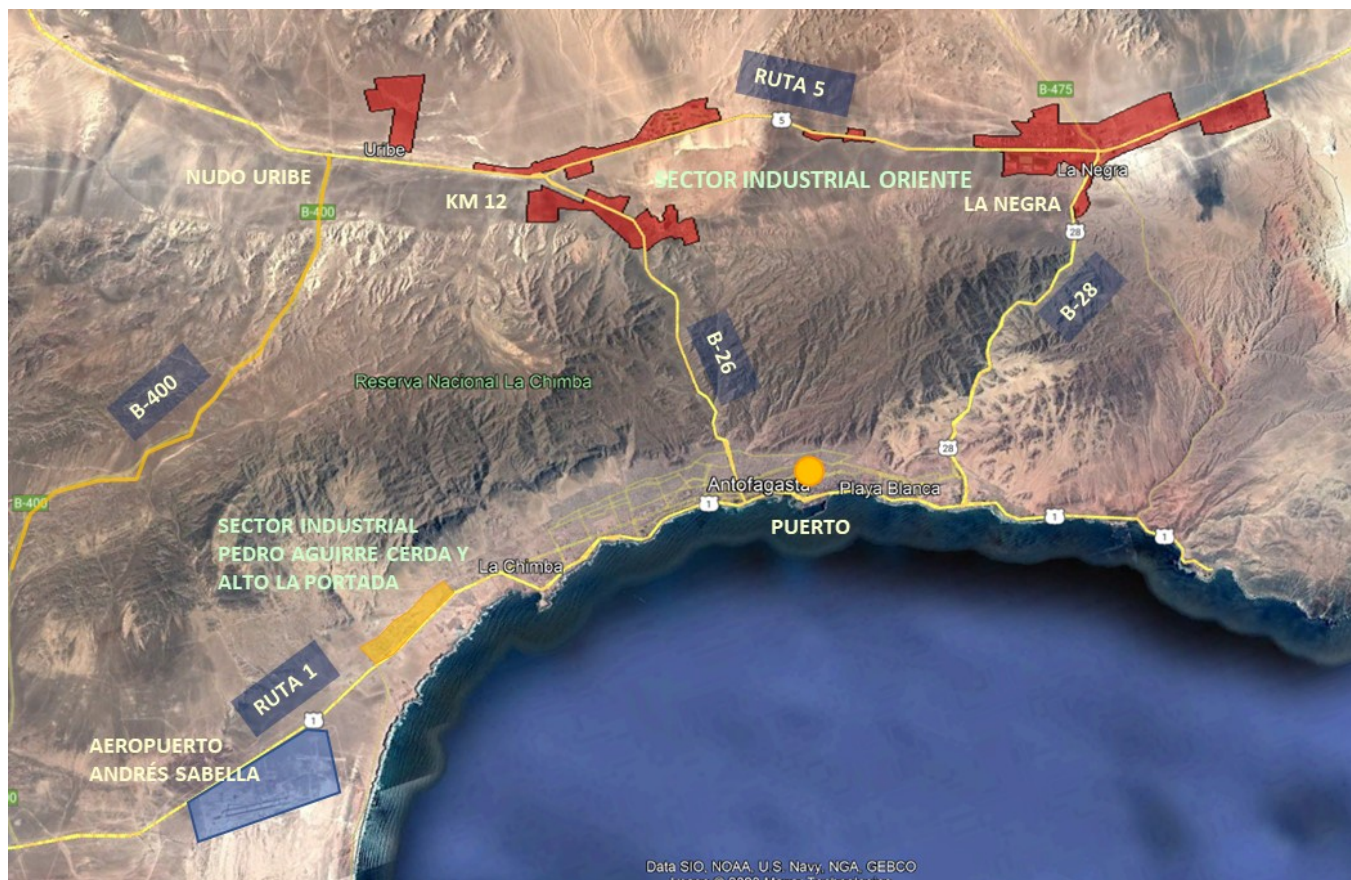 RUTA 5
B-475
5
Uribe
NUDO URIBE
KM 12
SECTOR INDUSTRIAL ORIENTE
La Negra
LA NEGRA
B-400
28
B-28
B-26
B-400
Reserva Nacional La Chimba
28
B-400
Antofagasta
Playa Blanca
1
PUERTO
1
1
SECTOR INDUSTRIAL
PEDRO AGUIRRE CERDA Y
ALTO LA PORTADA
La Chimba
RUTA 1
1
AEROPUERTO
ANDRÉS SABELLA
Data SIO, NOAA, U.S. Navy, NGA, GEBCO